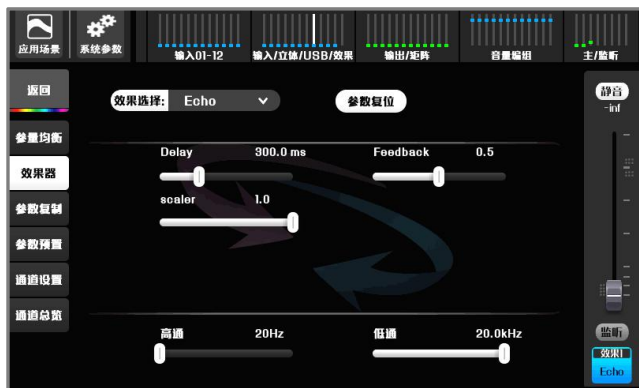 应用场景 系统参数 输入01-12 输入/立体/USB/效果 输出/矩阵 音量编组 主/监听
返回
参量均衡
效果器
参数复制
参数预置
通道设置
通道总览
效果选择: Echo 参数复位
Delay 300.0 ms Feedback 0.5
scaler 1.0
高通 20Hz 低通 20.0kHz
静音
-inf
监听
效果1
Echo